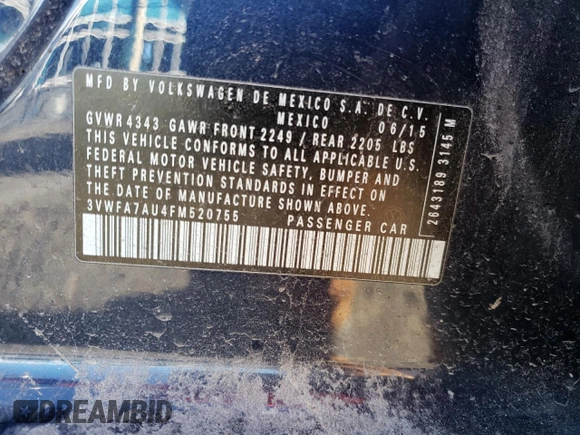 MFD BY VOLKSWAGEN DE MEXICO S.A. DE C.V.
MEXICO 06/15
GVWR 4343 GAWR FRONT 2249 / REAR 2205 LBS
THIS VEHICLE CONFORMS TO ALL APPLICABLE U.S.
FEDERAL MOTOR VEHICLE SAFETY, BUMPER AND
THEFT PREVENTION STANDARDS IN EFFECT ON
THE DATE OF MANUFACTURE SHOWN ABOVE.
3VWFA7AU4FM520755 PASSENGER CAR
2643189 3145 M
DREAMBID